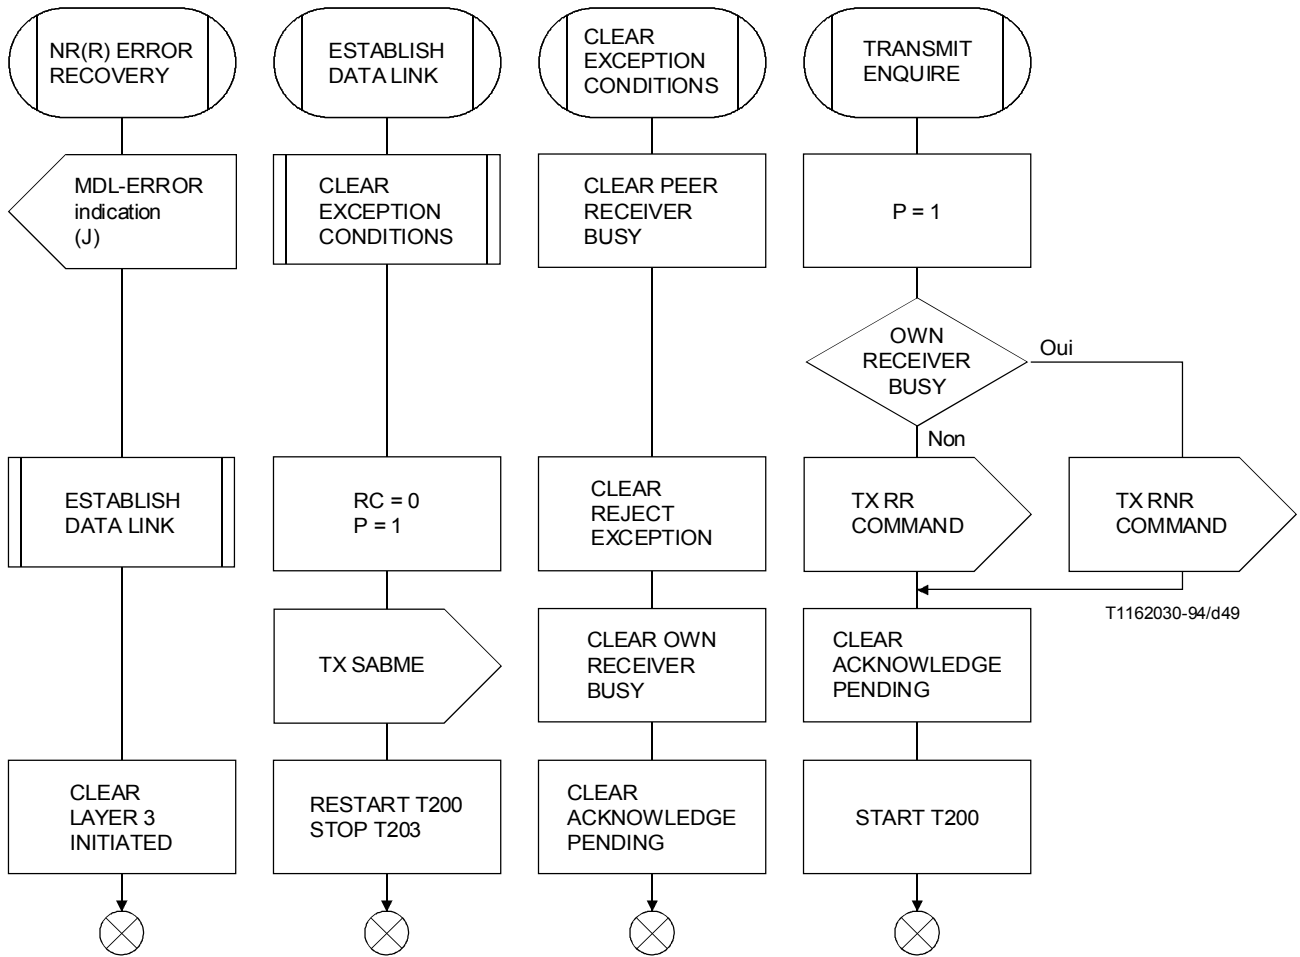 NR(R) ERROR
RECOVERY
MDL-ERROR
indication
(J)
ESTABLISH
DATA LINK
CLEAR
LAYER 3
INITIATED
ESTABLISH
DATA LINK
CLEAR
EXCEPTION
CONDITIONS
RC = 0
P = 1
TX SABME
RESTART T200
STOP T203
CLEAR
EXCEPTION
CONDITIONS
CLEAR PEER
RECEIVER
BUSY
CLEAR
REJECT
EXCEPTION
CLEAR OWN
RECEIVER
BUSY
CLEAR
ACKNOWLEDGE
PENDING
TRANSMIT
ENQUIRE
P = 1
OWN
RECEIVER
BUSY
Oui
Non
TX RR
COMMAND
TX RNR
COMMAND
T1162030-94/d49
CLEAR
ACKNOWLEDGE
PENDING
START T200